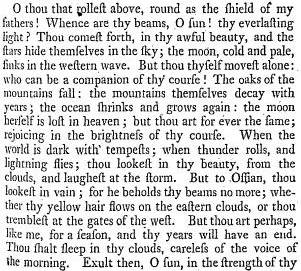 O thou that rolleſt above, round as the ſhield of my
fathers! Whence are thy beams, O ſun! thy everlaſting
light? Thou comeſt forth, in thy awful beauty, and the
ſtars hide themſelves in the ſky; the moon, cold and pale,
ſinks in the weſtern wave. But thou thyſelf moveſt alone:
who can be a companion of thy courſe! The oaks of the
mountains fall: the mountains themſelves decay with
years; the ocean ſhrinks and grows again: the moon
herſelf is loſt in heaven; but thou art for ever the ſame;
rejoicing in the brightneſs of thy courſe. When the
world is dark with tempeſts; when thunder rolls, and
lightning flies; thou lookeſt in thy beauty, from the
clouds, and laugheſt at the ſtorm. But to Oſſian, thou
lookeſt in vain; for he beholds thy beams no more; whe-
ther thy yellow hair flows on the eaſtern clouds, or thou
trembleſt at the gates of the weſt. But thou art perhaps,
like me, for a ſeaſon, and thy years will have an end.
Thou ſhalt ſleep in thy clouds, careleſs of the voice of
the morning. Exult then, O ſun, in the ſtrength of thy